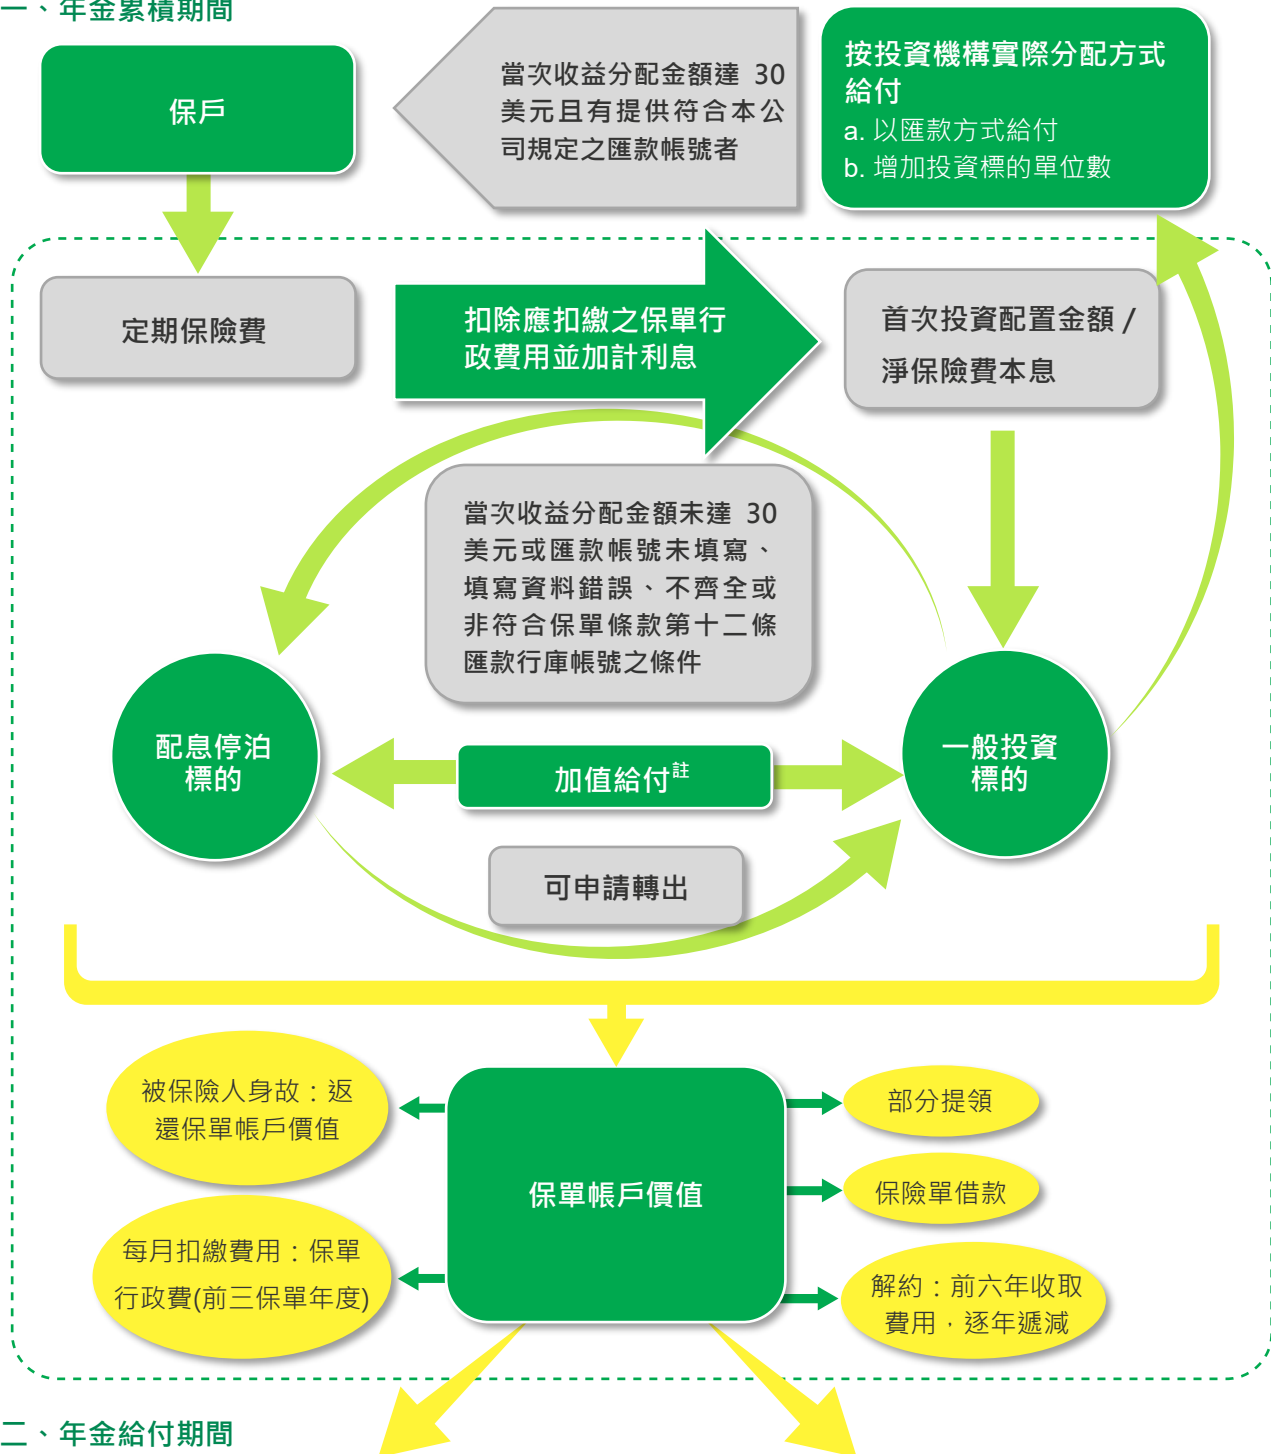 一、年金累積期間
保戶
當次收益分配金額達 30
美元且有提供符合本公
司規定之匯款帳號者
按投資機構實際分配方式
給付
a. 以匯款方式給付
b. 增加投資標的單位數
定期保險費
扣除應扣繳之保單行
政費用並加計利息
首次投資配置金額 /
淨保險費本息
當次收益分配金額未達 30
美元或匯款帳號未填寫、
填寫資料錯誤、不齊全或
非符合保單條款第十二條
匯款行庫帳號之條件
配息停泊
標的
加值給付註
一般投資
標的
可申請轉出
被保險人身故：返
還保單帳戶價值
每月扣繳費用：保單
行政費(前三保單年度)
保單帳戶價值
部分提領
保險單借款
解約：前六年收取
費用，逐年遞減
二、年金給付期間